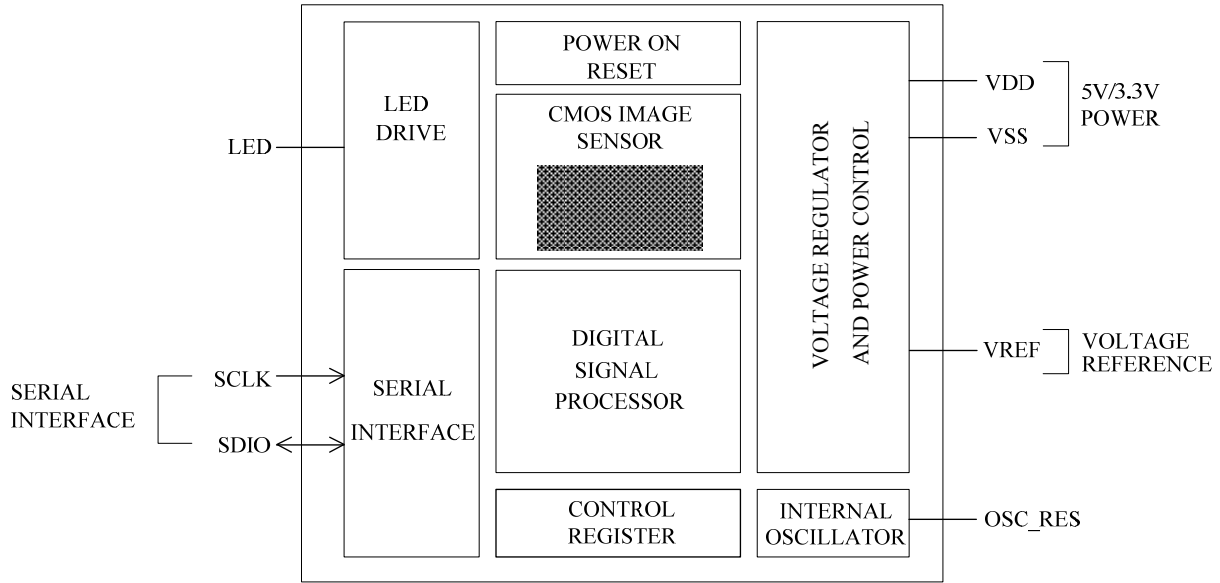 POWER ON
RESET
LED
DRIVE
CMOS IMAGE
SENSOR
LED
VOLTAGE REGULATOR
AND POWER CONTROL
VDD
VSS
5V/3.3V
POWER
DIGITAL
SIGNAL
PROCESSOR
VREF
VOLTAGE
REFERENCE
SERIAL
INTERFACE
SCLK
SDIO
SERIAL
INTERFACE
CONTROL
REGISTER
INTERNAL
OSCILLATOR
OSC_RES